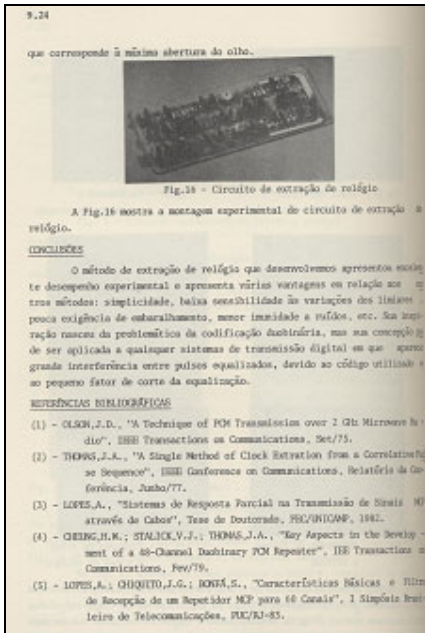 9.24
que corresponde à máxima abertura do olho.
Fig.16 - Circuito de extração de relógio
A Fig.16 mostra a montagem experimental do circuito de extração
relógio.
CONCLUSÕES
O método de extração de relógio que desenvolvemos apresentou
te desempenho experimental e apresenta várias vantagens em relação aos
tros métodos: simplicidade, baixa sensibilidade às variações dos limiares
pouca exigência de embaralhamento, menor imunidade a ruídos, etc. Sua
ração nasceu da problemática da codificação duobinária, mas sua concepção
de ser aplicada a quaisquer sistemas de transmissão digital em que
grande interferência entre pulsos equalizados, devido ao código utilizado
ao pequeno fator de corte da equalização.
REFERÊNCIAS BIBLIOGRÁFICAS
(1) - OLSON,J.D., "A Technique of PCM Transmission over 2 GHz Microwave
dio", IEEE Transactions on Communications, Set/75.
(2) - THOMAS,J.A., "A Single Method of Clock Extration from a Correlative
se Sequence", IEEE Conference on Communications, Relatório da
ferência, Junho/77.
(3) - LOPES,A., "Sistemas de Resposta Parcial na Transmissão de Sinais MCP
através de Cabos", Tese de Doutorado, FEC/UNICAMP, 1982.
(4) - CHEUNG,H.M.; STALICK,V.J.; THOMAS,J.A., "Key Aspects in the Develop -
ment of a 48-Channel Duobinary PCM Repeater", IEE Transactions
Communications, Fev/79.
(5) - LOPES,A.; CHIQUITO,J.G.; BONFÁ,S., "Características Básicas e Filtro
de Recepção de um Repetidor MCP para 60 Canais", I Simpósio
leiro de Telecomunicações, PUC/RJ-83.